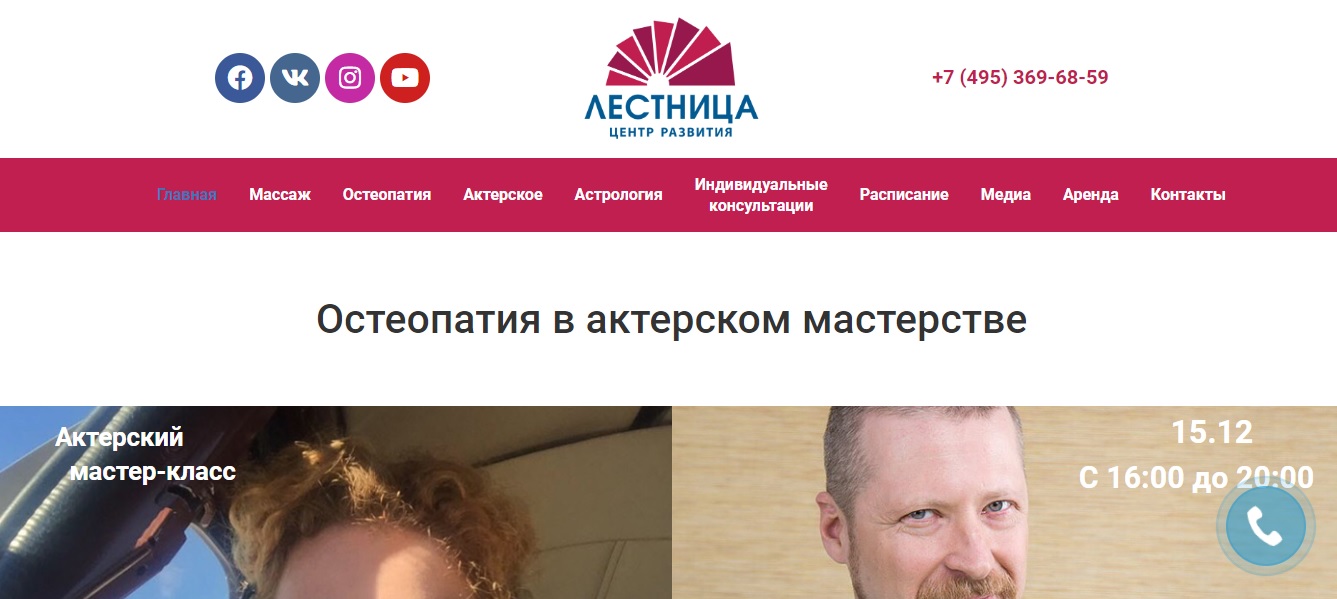 ЛЕСТНИЦА
ЦЕНТР РАЗВИТИЯ
+7 (495) 369-68-59
Главная
Массаж
Остеопатия
Актерское
Астрология
Индивидуальные
консультации
Расписание
Медиа
Аренда
Контакты
Остеопатия в актерском мастерстве
Актерский
мастер-класс
15.12
С 16:00 до 20:00